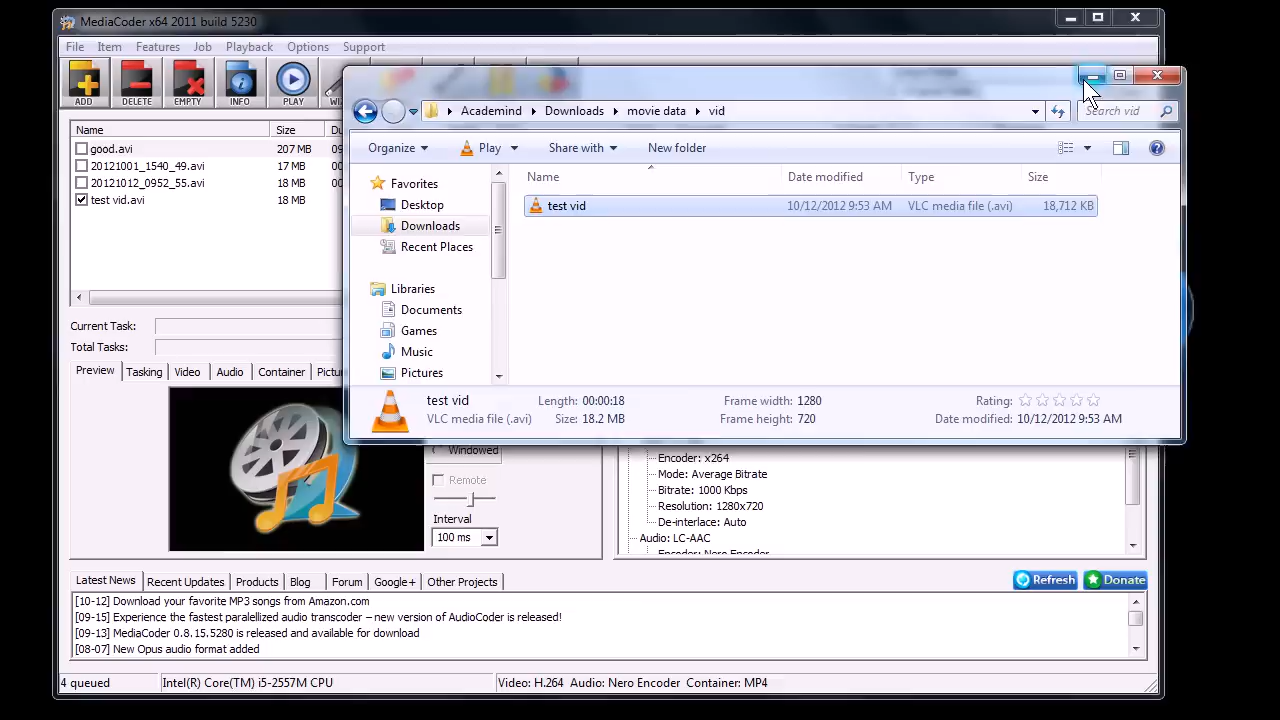 MediaCoder x64 2011 build 5230
File Item Features Job Playback Options Support
ADD DELETE EMPTY INFO PLAY
Academind Downloads movie data vid Search vid
Organize Play Share with New folder
Name Size
good.avi 207 MB
20121001_1540_49.avi 17 MB
20121012_0952_55.avi 18 MB
test vid.avi 18 MB
Favorites
Desktop
Downloads
Recent Places
Libraries
Documents
Games
Music
Pictures
Name Date modified Type Size
test vid 10/12/2012 9:53 AM VLC media file (.avi) 18,712 KB
test vid Length: 00:00:18 Frame width: 1280 Rating:
VLC media file (.avi) Size: 18.2 MB Frame height: 720 Date modified: 10/12/2012 9:53 AM
Current Task:
Total Tasks:
Preview Tasking Video Audio Container
Windowed
Remote
Interval
100 ms
Encoder: x264
Mode: Average Bitrate
Bitrate: 1000 Kbps
Resolution: 1280x720
De-interlace: Auto
Audio: LC-AAC
Encoder: Nero Encoder
Latest News Recent Updates Products Blog Forum Google+ Other Projects Refresh Donate
[10-12] Download your favorite MP3 songs from Amazon.com
[09-15] Experience the fastest paralellized audio transcoder – new version of AudioCoder is released!
[09-13] MediaCoder 0.8.15.5280 is released and available for download
[08-07] New Opus audio format added
4 queued Intel(R) Core(TM) i5-2557M CPU Video: H.264 Audio: Nero Encoder Container: MP4